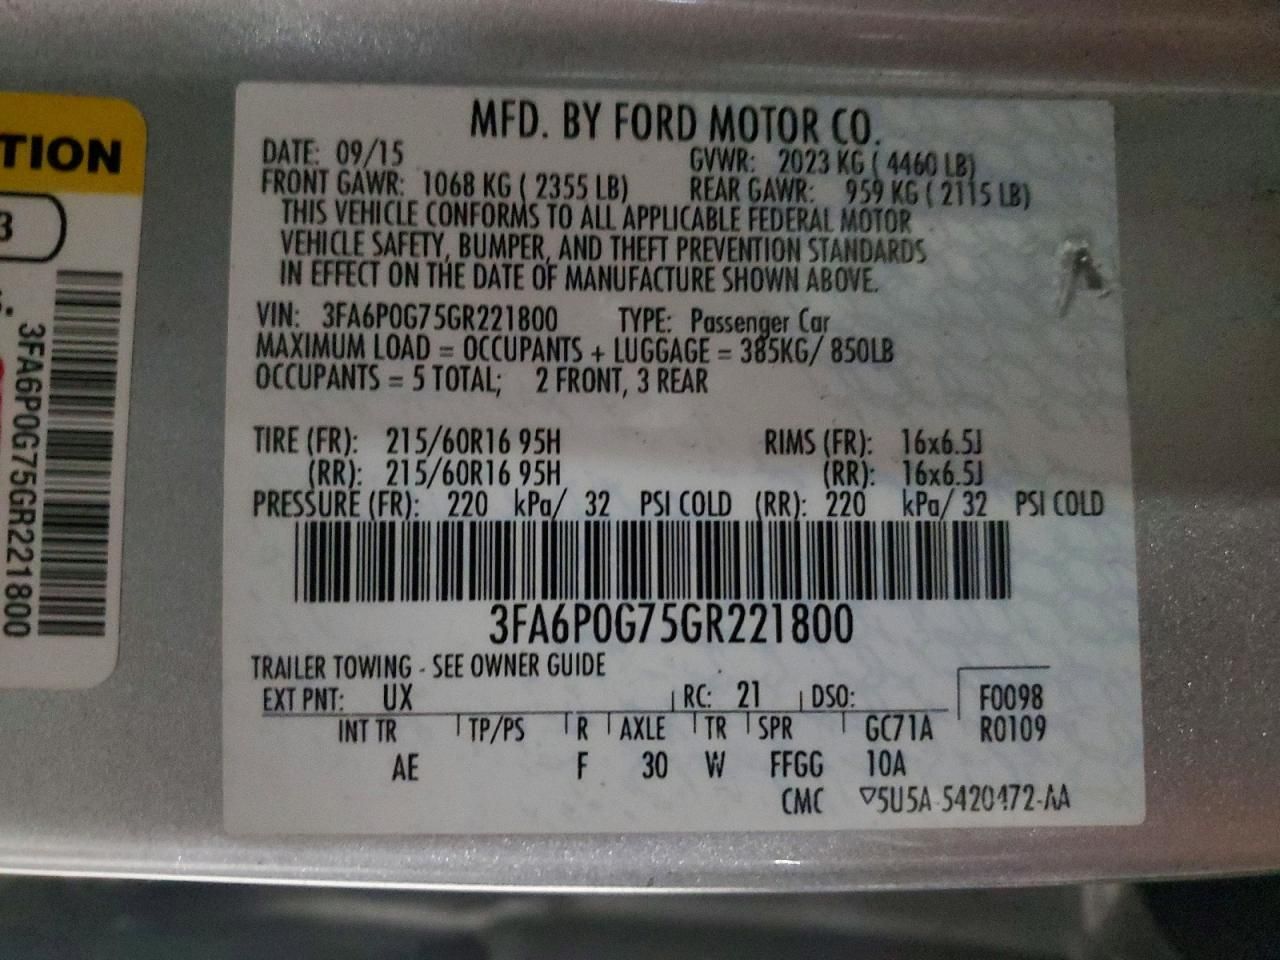 TION
3
3FA6P0G75GR221800
MFD. BY FORD MOTOR CO.
DATE: 09/15 GVWR: 2023 KG ( 4460 LB)
FRONT GAWR: 1068 KG ( 2355 LB) REAR GAWR: 959 KG ( 2115 LB)
THIS VEHICLE CONFORMS TO ALL APPLICABLE FEDERAL MOTOR
VEHICLE SAFETY, BUMPER, AND THEFT PREVENTION STANDARDS
IN EFFECT ON THE DATE OF MANUFACTURE SHOWN ABOVE.
VIN: 3FA6P0G75GR221800 TYPE: Passenger Car
MAXIMUM LOAD = OCCUPANTS + LUGGAGE = 385KG/ 850LB
OCCUPANTS = 5 TOTAL; 2 FRONT, 3 REAR
TIRE (FR): 215/60R16 95H RIMS (FR): 16x6.5J
(RR): 215/60R16 95H (RR): 16x6.5J
PRESSURE (FR): 220 kPa/ 32 PSI COLD (RR): 220 kPa/ 32 PSI COLD
3FA6P0G75GR221800
TRAILER TOWING - SEE OWNER GUIDE
EXT PNT: UX RC: 21 DSO: F0098
INT TR TP/PS R AXLE TR SPR GC71A R0109
AE F 30 W FFGG 10A
CMC ▽5U5A-5420472-AA